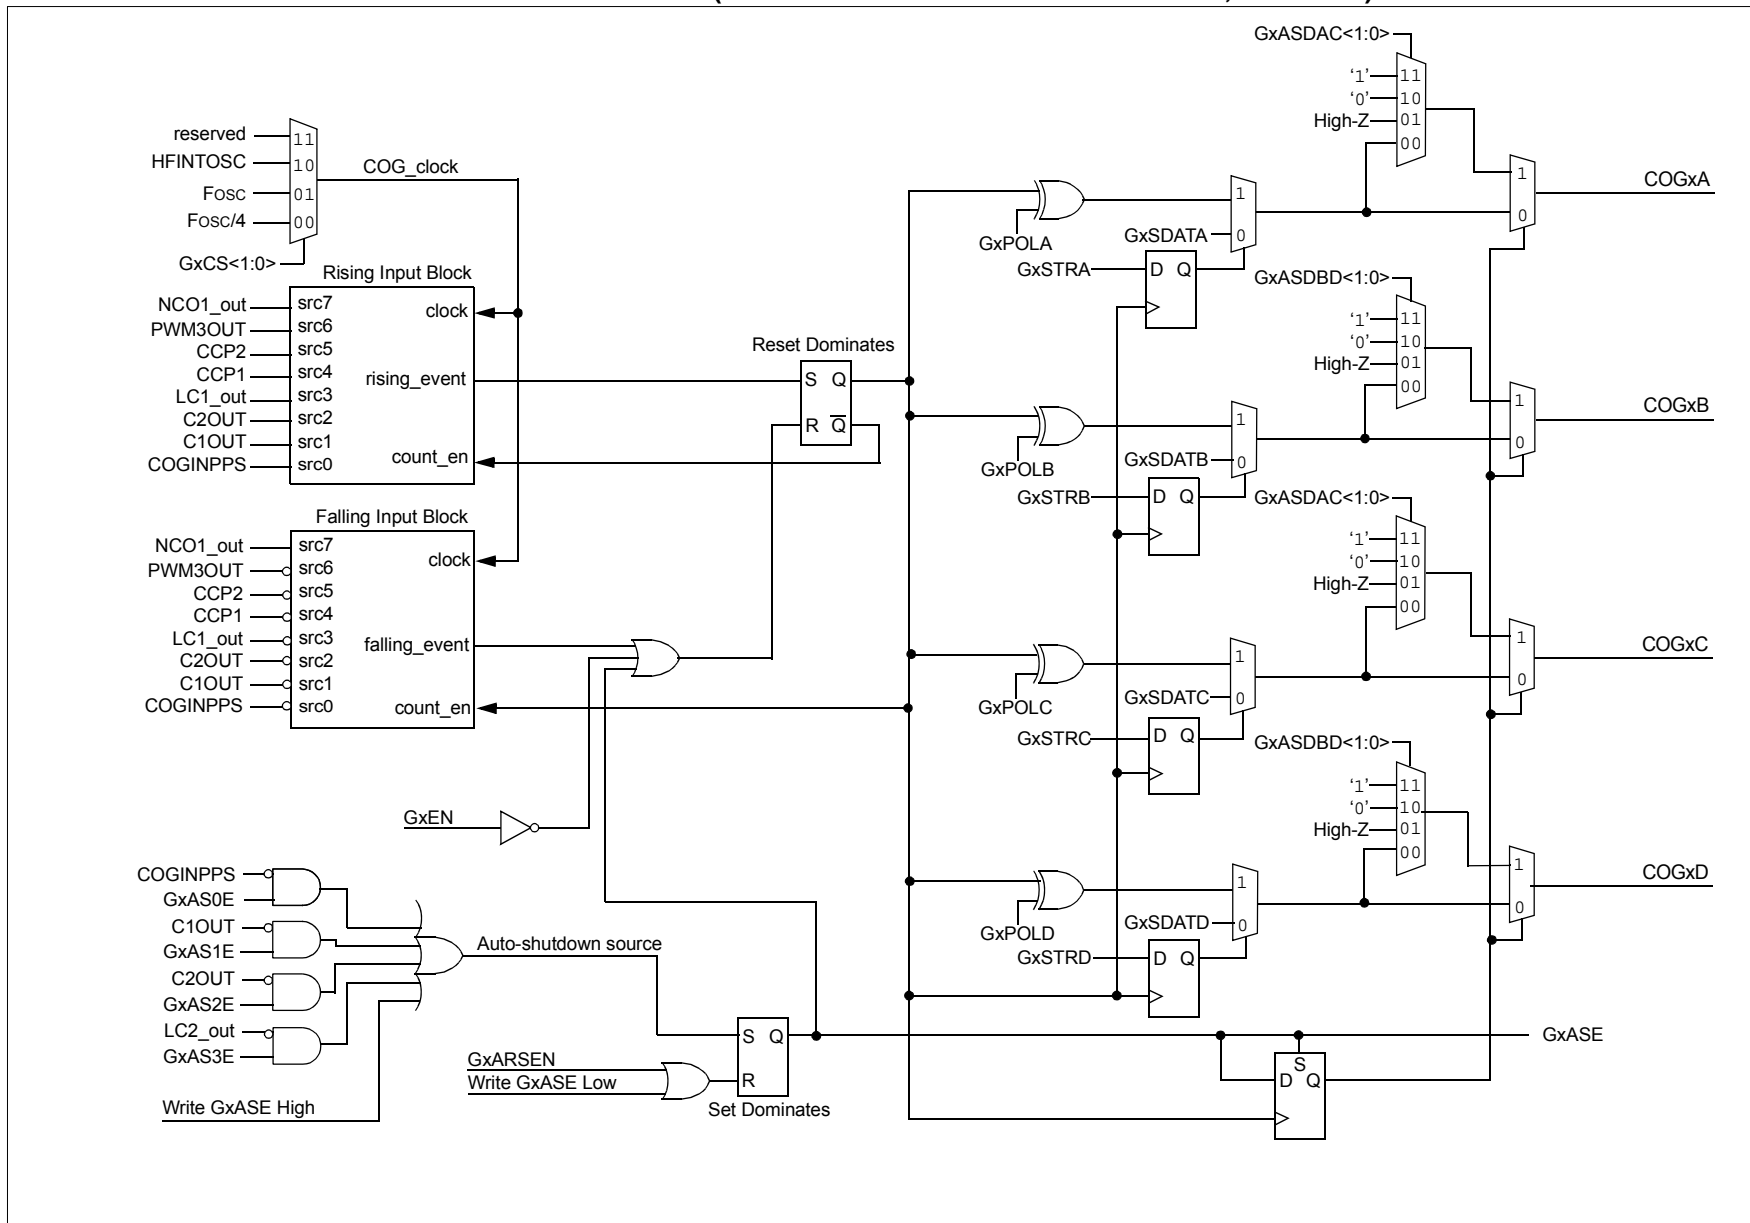 reserved
HFINTOSC
FOSC
FOSC/4
11
10
01
00
GxCS<1:0>
COG_clock
Rising Input Block
NCO1_out
PWM3OUT
CCP2
CCP1
LC1_out
C2OUT
C1OUT
COGINPPS
src7
src6
src5
src4
src3
src2
src1
src0
clock
rising_event
count_en
Falling Input Block
NCO1_out
PWM3OUT
CCP2
CCP1
LC1_out
C2OUT
C1OUT
COGINPPS
src7
src6
src5
src4
src3
src2
src1
src0
clock
falling_event
count_en
Reset Dominates
S Q
R Q
GxEN
COGINPPS
GxAS0E
C1OUT
GxAS1E
C2OUT
GxAS2E
LC2_out
GxAS3E
Write GxASE High
Auto-shutdown source
GxARSEN
Write GxASE Low
S Q
R
Set Dominates
GxASDAC<1:0>
‘1’
‘0’
High-Z
11
10
01
00
GxPOLA
GxSDATA
1
0
GxSTRA
D Q
1
0
COGxA
GxASDBD<1:0>
‘1’
‘0’
High-Z
11
10
01
00
GxPOLB
GxSDATB
1
0
GxSTRB
D Q
1
0
COGxB
GxASDAC<1:0>
‘1’
‘0’
High-Z
11
10
01
00
GxPOLC
GxSDATC
1
0
GxSTRC
D Q
1
0
COGxC
GxASDBD<1:0>
‘1’
‘0’
High-Z
11
10
01
00
GxPOLD
GxSDATD
1
0
GxSTRD
D Q
1
0
COGxD
GxASE
S
D Q